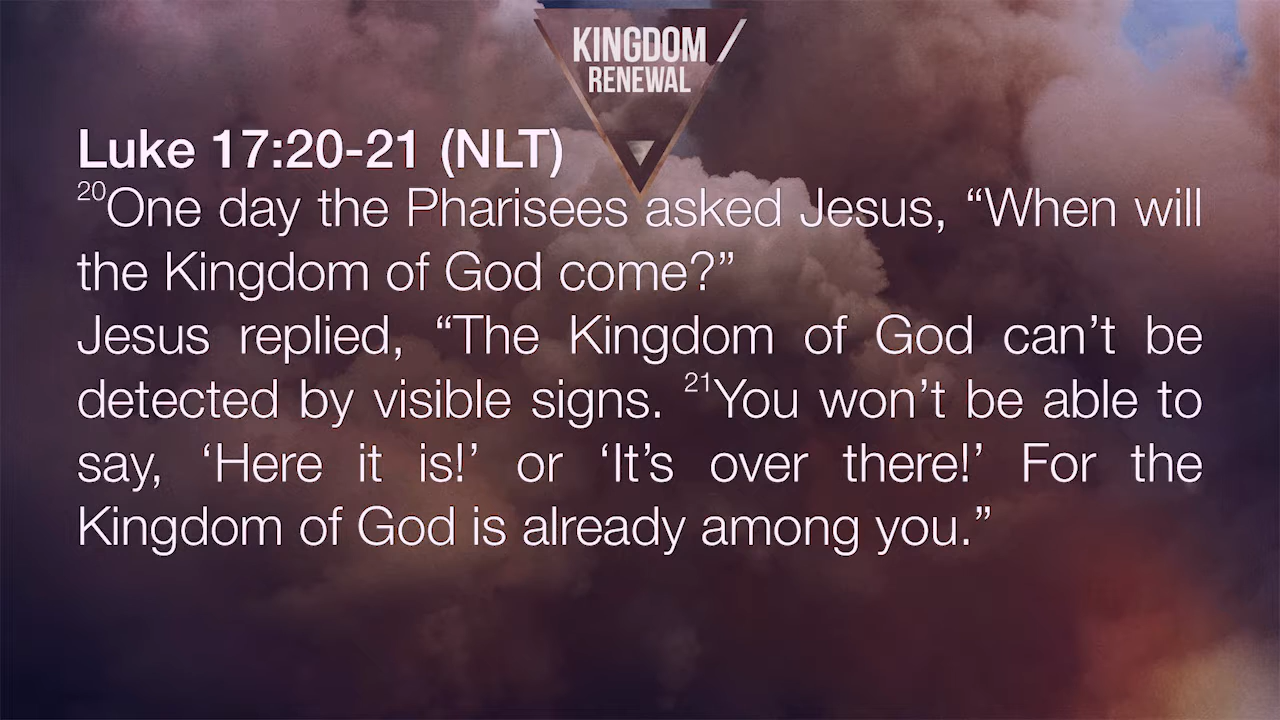 KINGDOM
RENEWAL
Luke 17:20-21 (NLT)
20One day the Pharisees asked Jesus, “When will
the Kingdom of God come?”
Jesus replied, “The Kingdom of God can’t be
detected by visible signs. 21You won’t be able to
say, ‘Here it is!’ or ‘It’s over there!’ For the
Kingdom of God is already among you.”